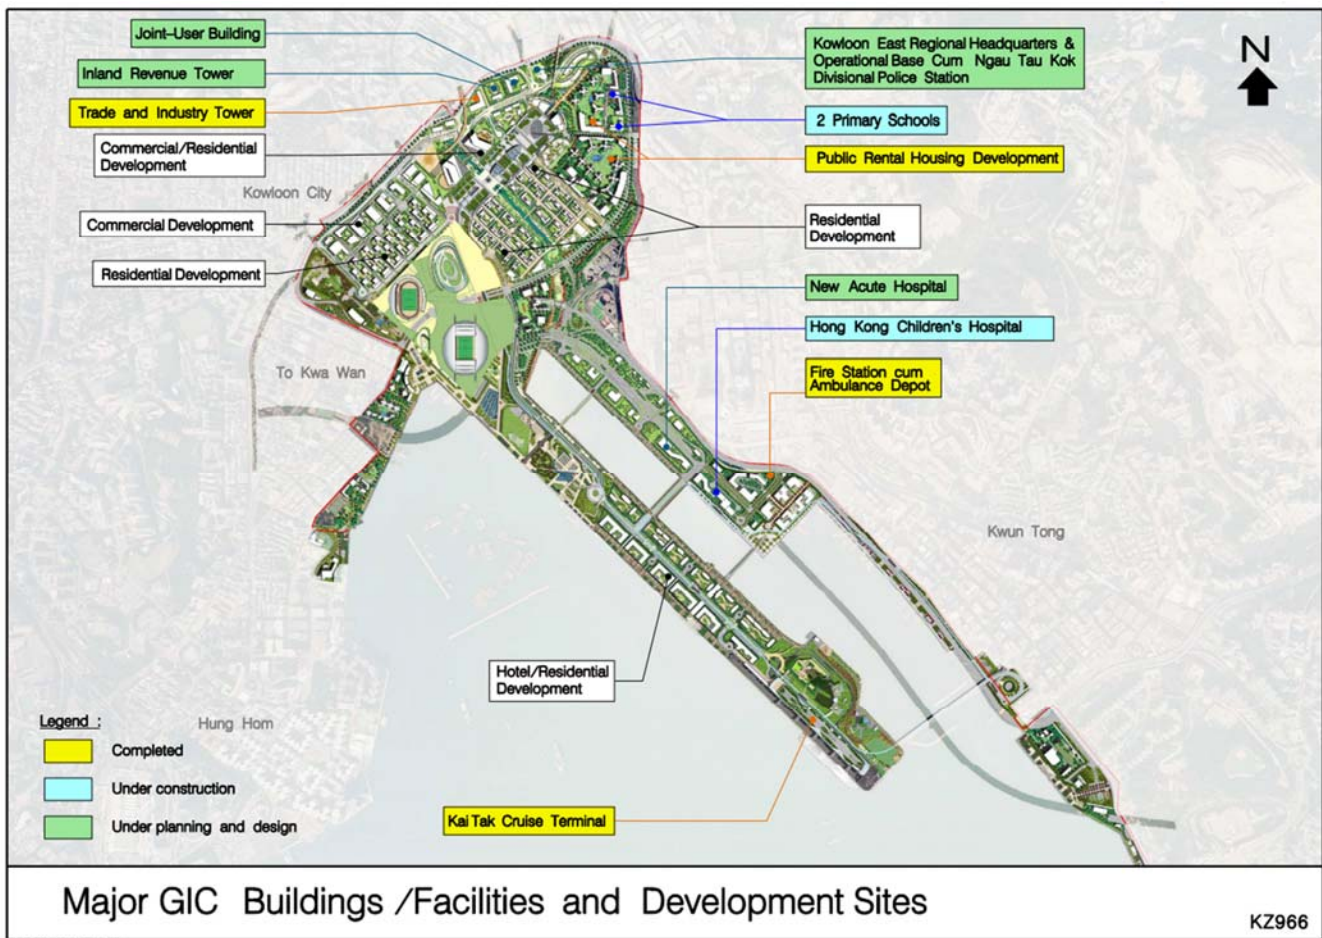 Joint-User Building
Inland Revenue Tower
Trade and Industry Tower
Commercial/Residential
Development
Kowloon City
Commercial Development
Residential Development
To Kwa Wan
Kowloon East Regional Headquarters &
Operational Base Cum Ngau Tau Kok
Divisional Police Station
2 Primary Schools
Public Rental Housing Development
Residential
Development
New Acute Hospital
Hong Kong Children's Hospital
Fire Station cum
Ambulance Depot
N
Kwun Tong
Hotel/Residential
Development
Hung Hom
Kai Tak Cruise Terminal
Legend :
Completed
Under construction
Under planning and design
Major GIC Buildings /Facilities and Development Sites
KZ966